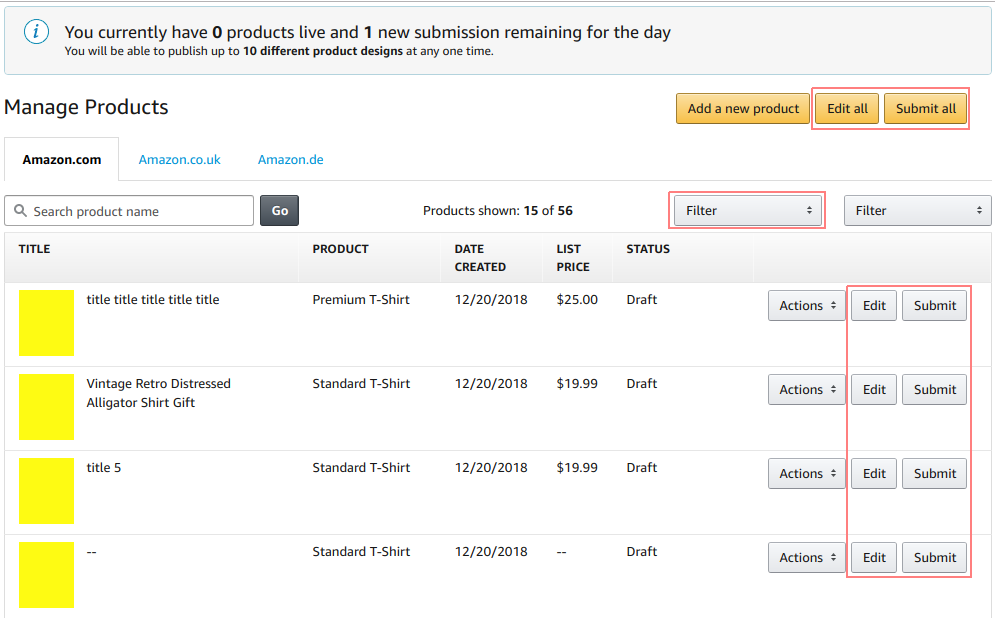 You currently have 0 products live and 1 new submission remaining for the day
You will be able to publish up to 10 different product designs at any one time.
Manage Products
Add a new product Edit all Submit all
Amazon.com Amazon.co.uk Amazon.de
Search product name Go Products shown: 15 of 56 Filter Filter
TITLE PRODUCT DATE CREATED LIST PRICE STATUS
title title title title title Premium T-Shirt 12/20/2018 $25.00 Draft Actions Edit Submit
Vintage Retro Distressed Standard T-Shirt 12/20/2018 $19.99 Draft Actions Edit Submit
Alligator Shirt Gift
title 5 Standard T-Shirt 12/20/2018 $19.99 Draft Actions Edit Submit
-- Standard T-Shirt 12/20/2018 -- Draft Actions Edit Submit